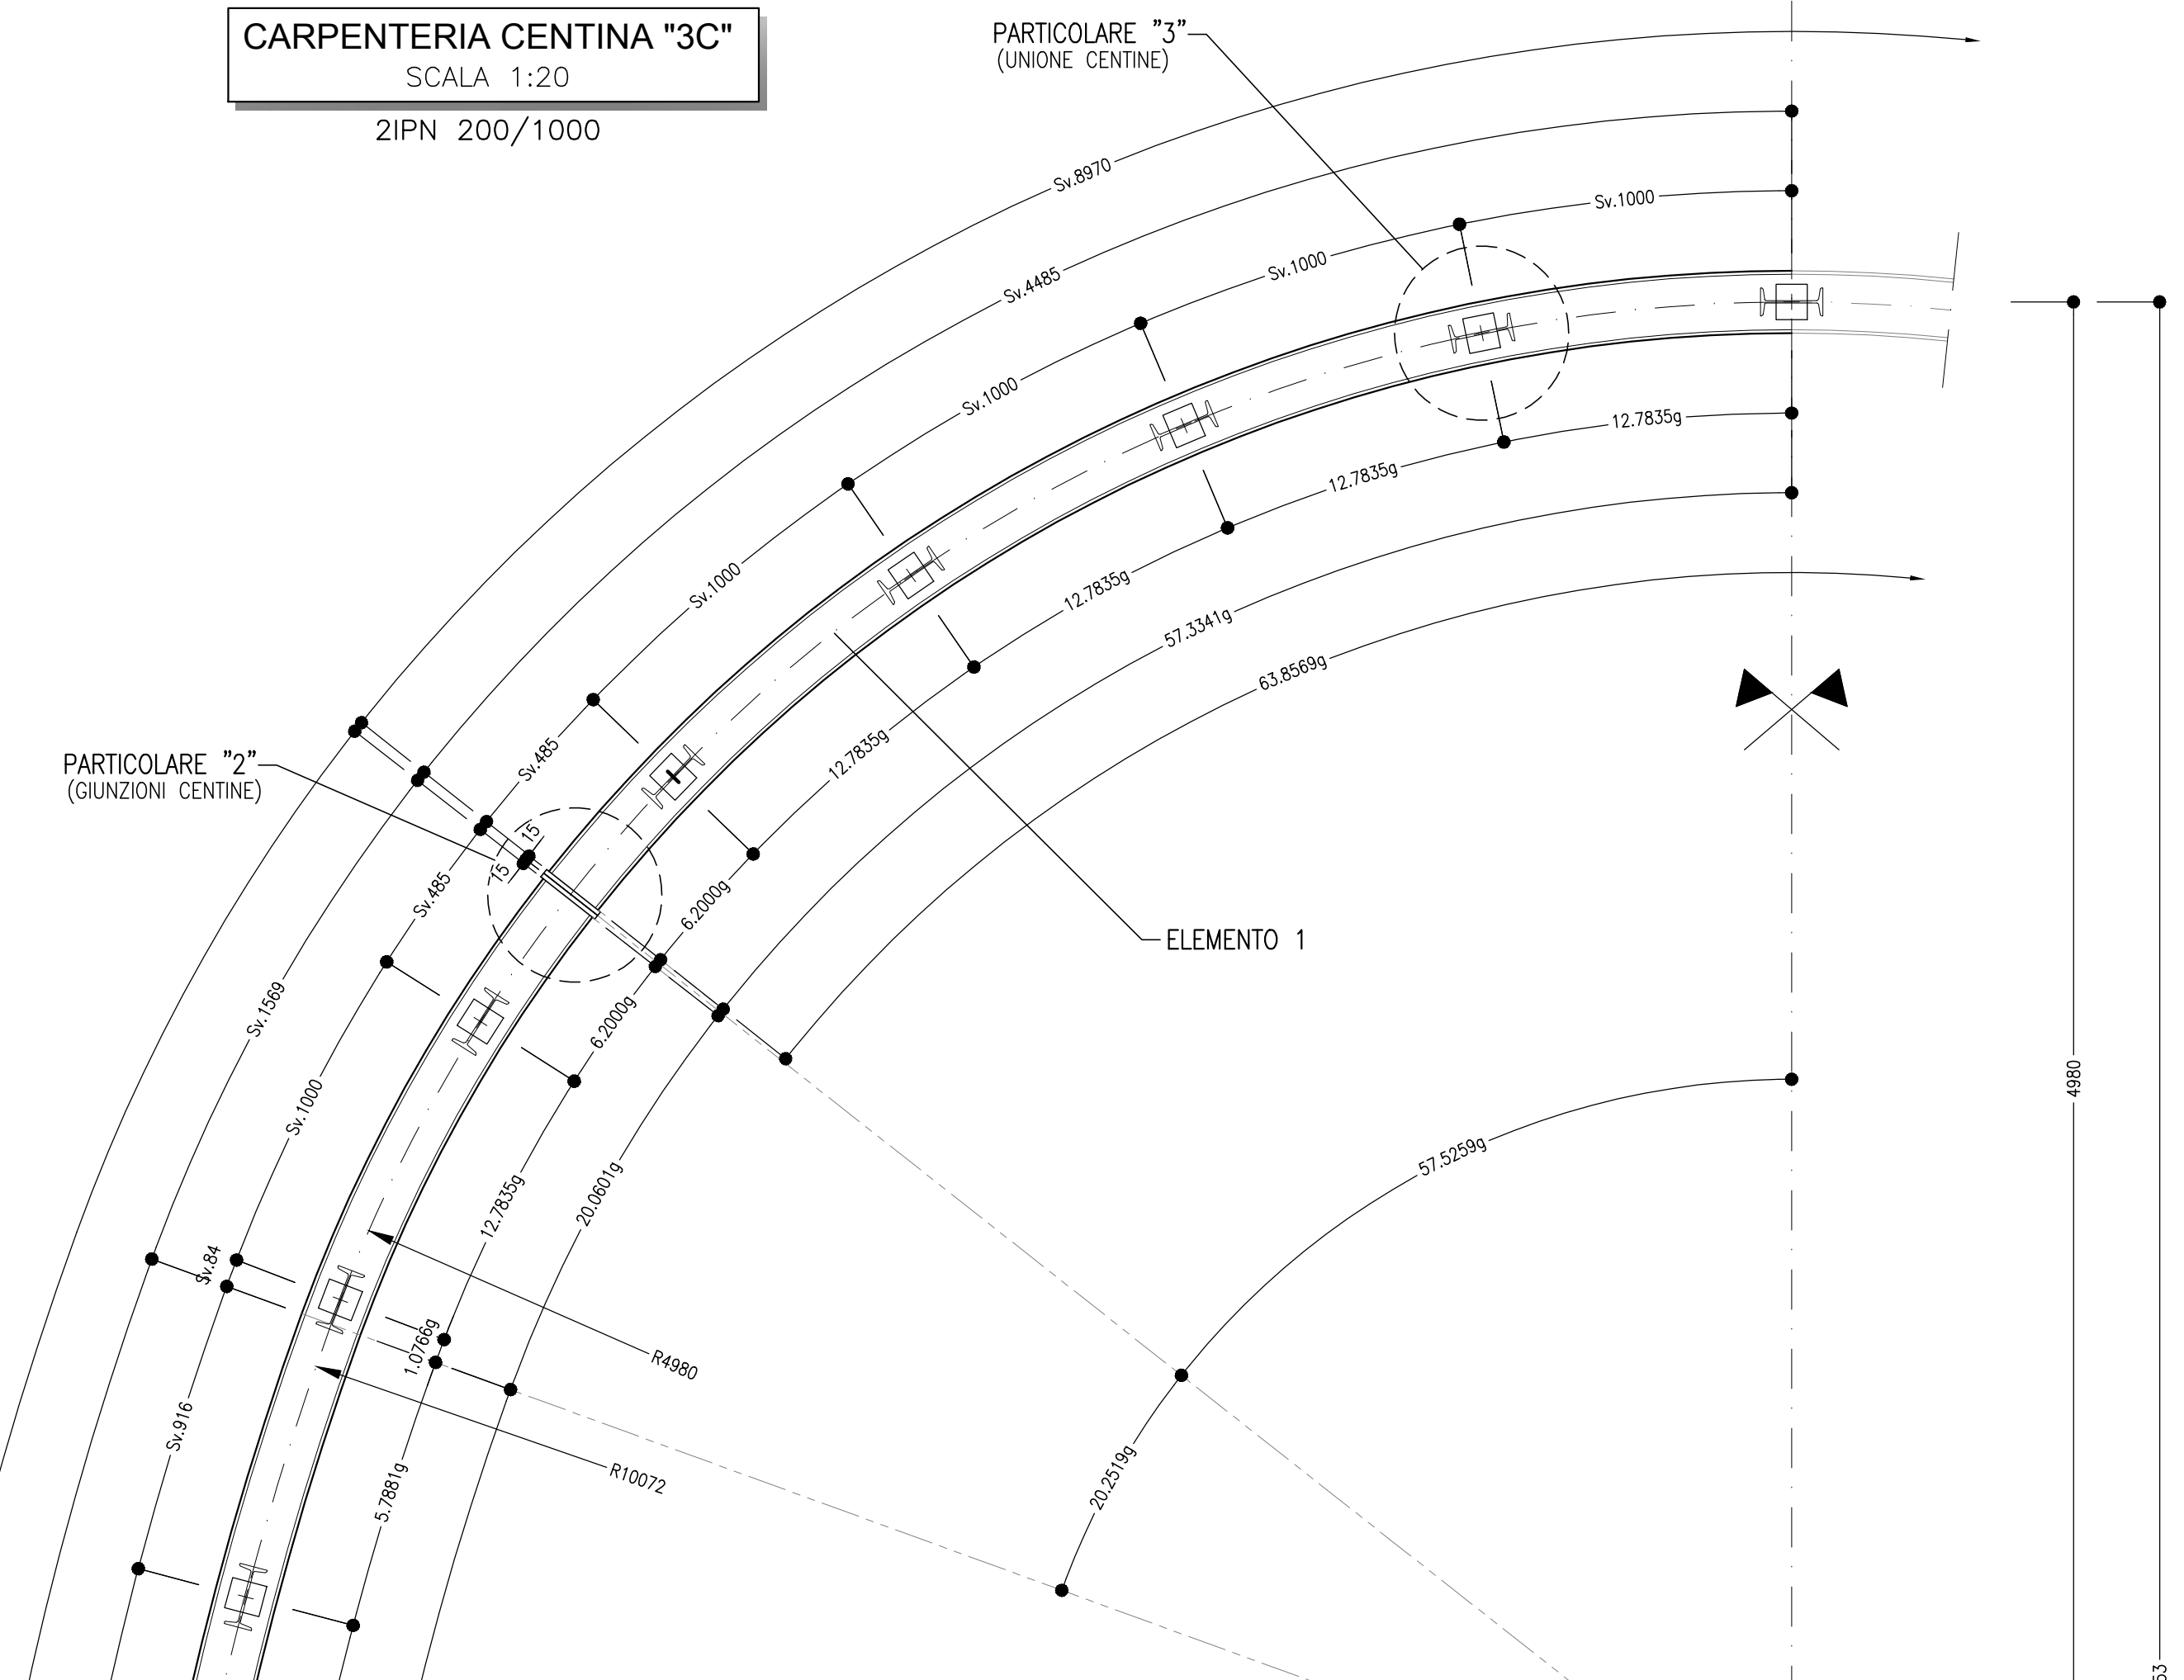 CARPENTERIA CENTINA "3C"
SCALA 1:20
2IPN 200/1000
PARTICOLARE "3"
(UNIONE CENTINE)
Sv.8970
Sv.4485
Sv.1000
Sv.1000
Sv.1000
Sv.1000
Sv.485
12.7835g
12.7835g
12.7835g
12.7835g
57.3341g
63.8569g
PARTICOLARE "2"
(GIUNZIONI CENTINE)
15
15
Sv.485
6.2000g
6.2000g
ELEMENTO 1
Sv.1569
Sv.1000
Sv.84
12.7835g
20.0601g
1.0766g
R4980
R10072
Sv.916
5.7881g
57.5259g
20.2519g
4980